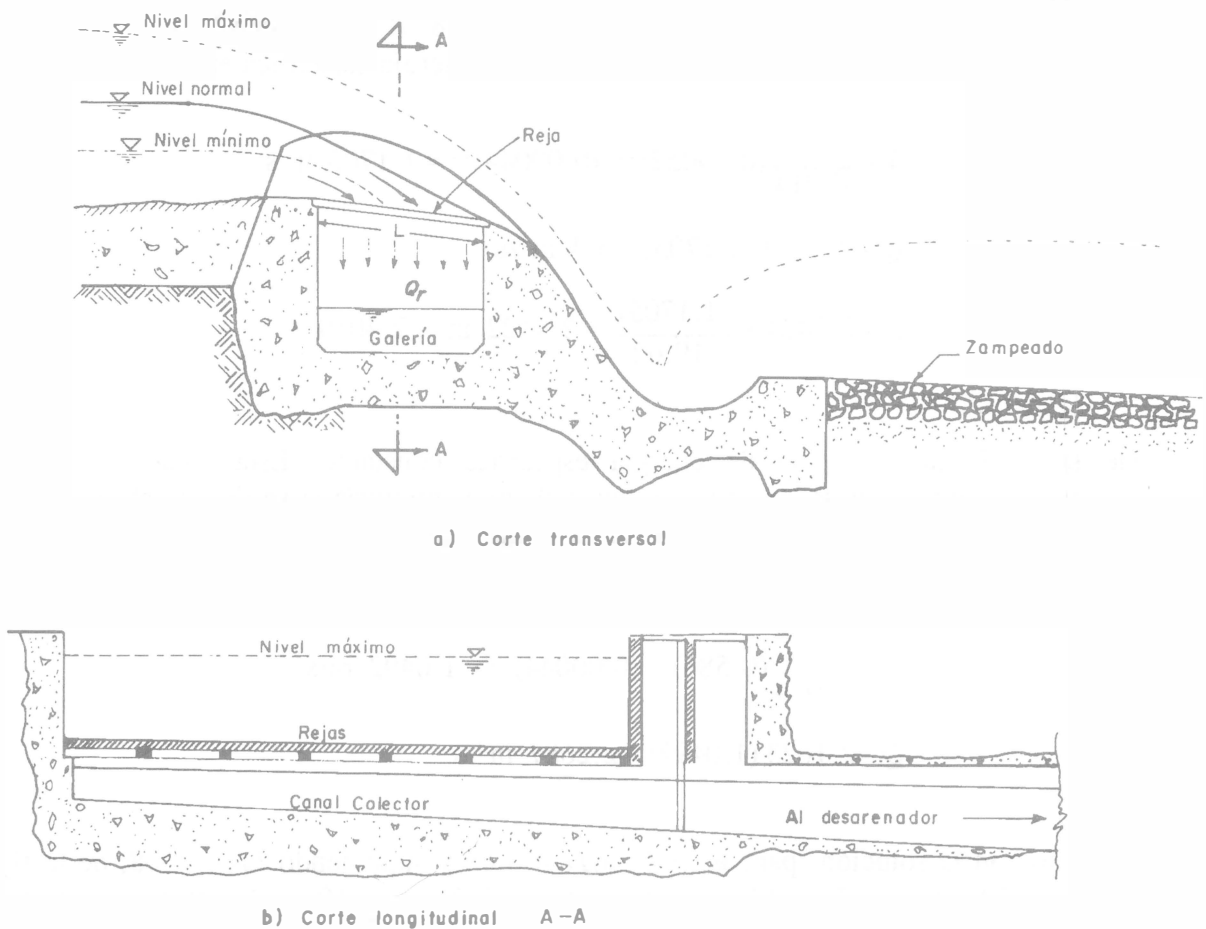 Nivel máximo
A
Nivel normal
Nivel mínimo
Reja
L
Qr
Galería
Zampeado
A
a) Corte transversal
Nivel máximo
Rejas
Canal Colector
Al desarenador
b) Corte longitudinal A-A